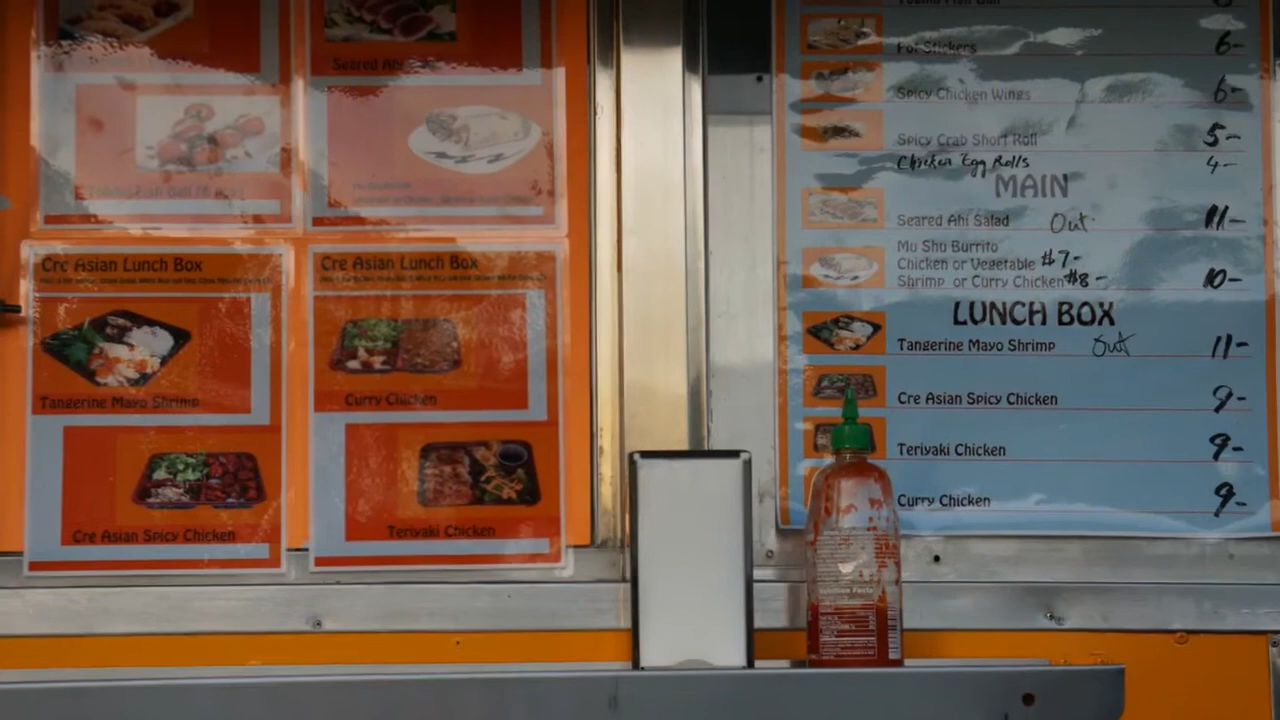 Seared Ahi
Cre Asian Lunch Box
Tangerine Mayo Shrimp
Cre Asian Spicy Chicken
Cre Asian Lunch Box
Curry Chicken
Teriyaki Chicken
Pot Stickers 6-
Spicy Chicken Wings 6-
Spicy Crab Short Roll 5-
Chicken Egg Rolls 4-
MAIN
Seared Ahi Salad Out 11-
Mu Shu Burrito
Chicken or Vegetable $7-
Shrimp or Curry Chicken $8- 10-
LUNCH BOX
Tangerine Mayo Shrimp Out 11-
Cre Asian Spicy Chicken 9-
Teriyaki Chicken 9-
Curry Chicken 9-
Nutrition Facts